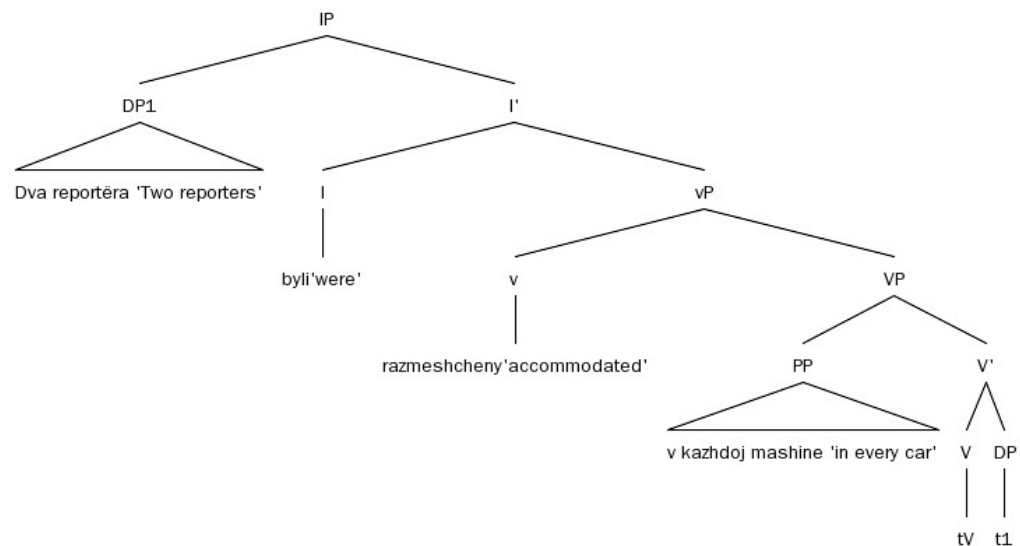 IP
DP1 I'
Dva reportëra 'Two reporters' I vP
byli'were' v VP
razmeshcheny'accommodated' PP V'
v kazhdoj mashine 'in every car' V DP
tV t1